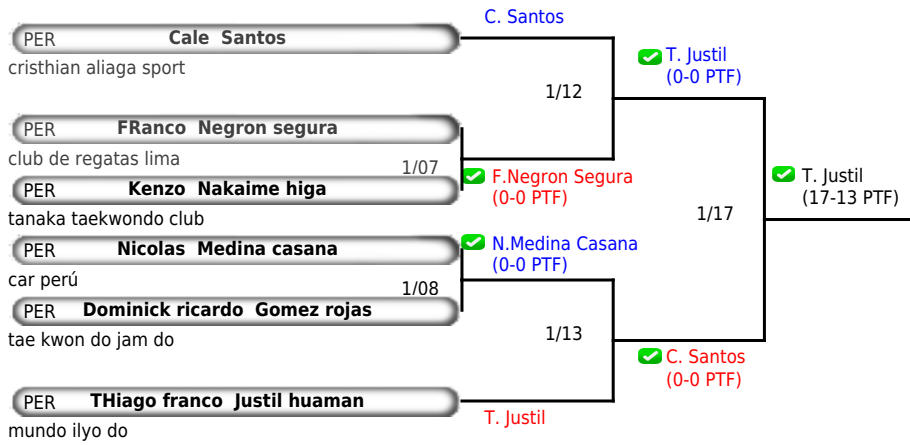 C. Santos
PER Cale Santos
cristhian aliaga sport
T. Justil
(0-0 PTF)
1/12
PER FRanco Negron segura
club de regatas lima
1/07
F.Negron Segura
(0-0 PTF)
PER Kenzo Nakaime higa
tanaka taekwondo club
T. Justil
(17-13 PTF)
1/17
PER Nicolas Medina casana
car perú
N.Medina Casana
(0-0 PTF)
1/08
PER Dominick ricardo Gomez rojas
tae kwon do jam do
1/13
C. Santos
(0-0 PTF)
PER THiago franco Justil huaman
mundo ilyo do
T. Justil